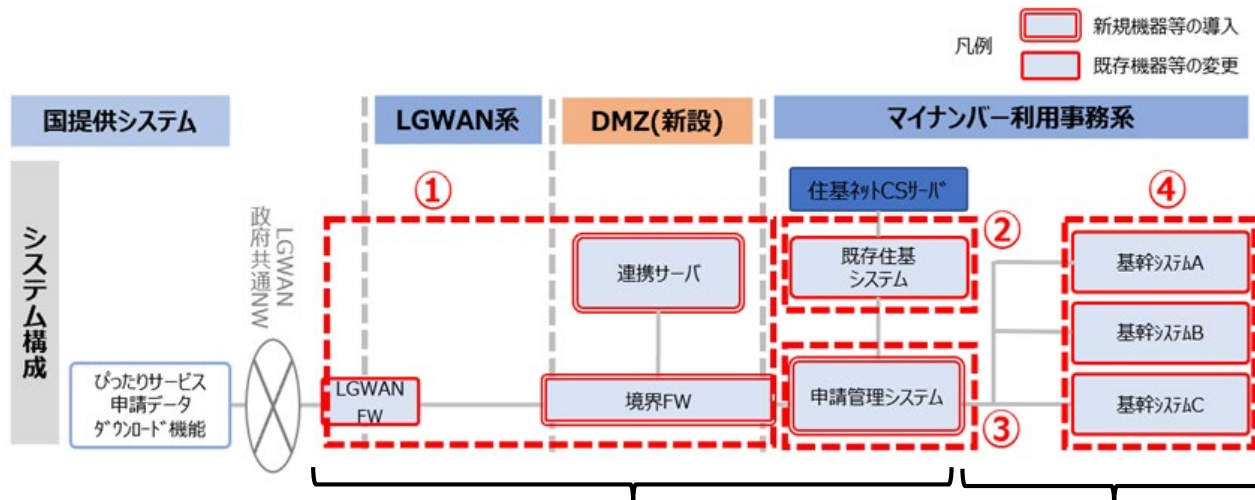 凡例
新規機器等の導入
既存機器等の変更
国提供システム
LGWAN系
DMZ(新設)
マイナンバー利用事務系
システム構成
LGWAN
政府共通NW
①
②
③
④
住基ネットCSサーバ
連携サーバ
既存住基
システム
基幹システムA
基幹システムB
基幹システムC
ぴったりサービス
申請データ
ダウンロード機能
LGWAN
FW
境界FW
申請管理システム